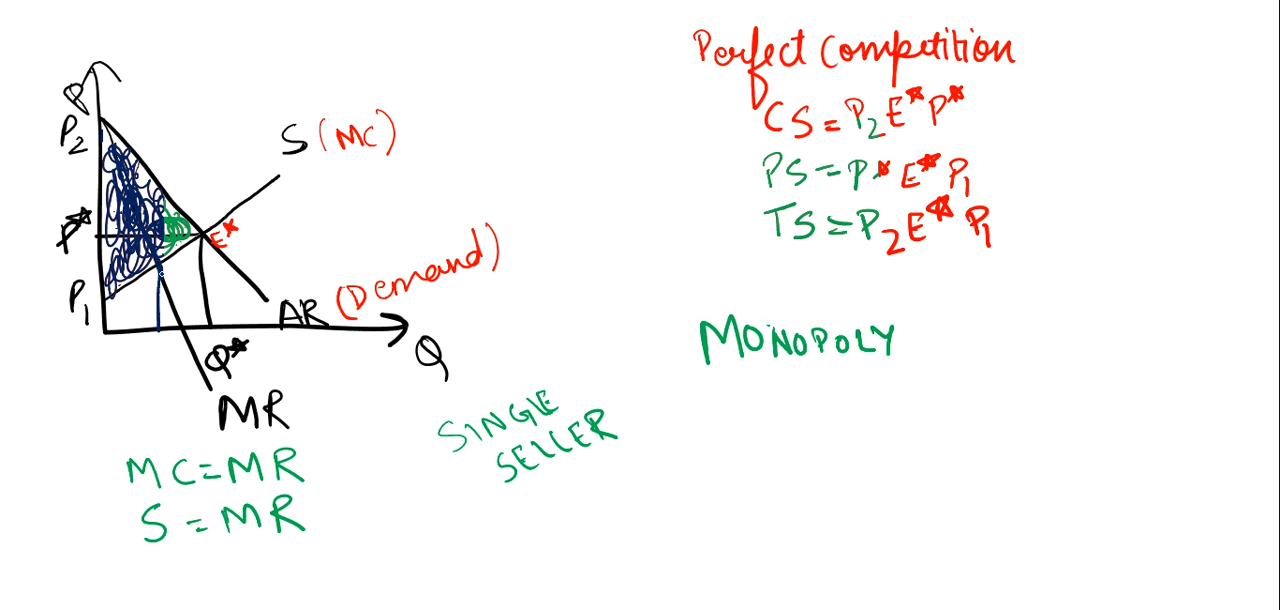 P
P₂
P*
P₁
S (MC)
E*
AR (Demand)
Q*
Q
MR
MC=MR
S=MR
SINGLE
SELLER
Perfect Competition
CS=P₂E*P*
PS=P*E*P₁
TS=P₂E*P₁
MONOPOLY